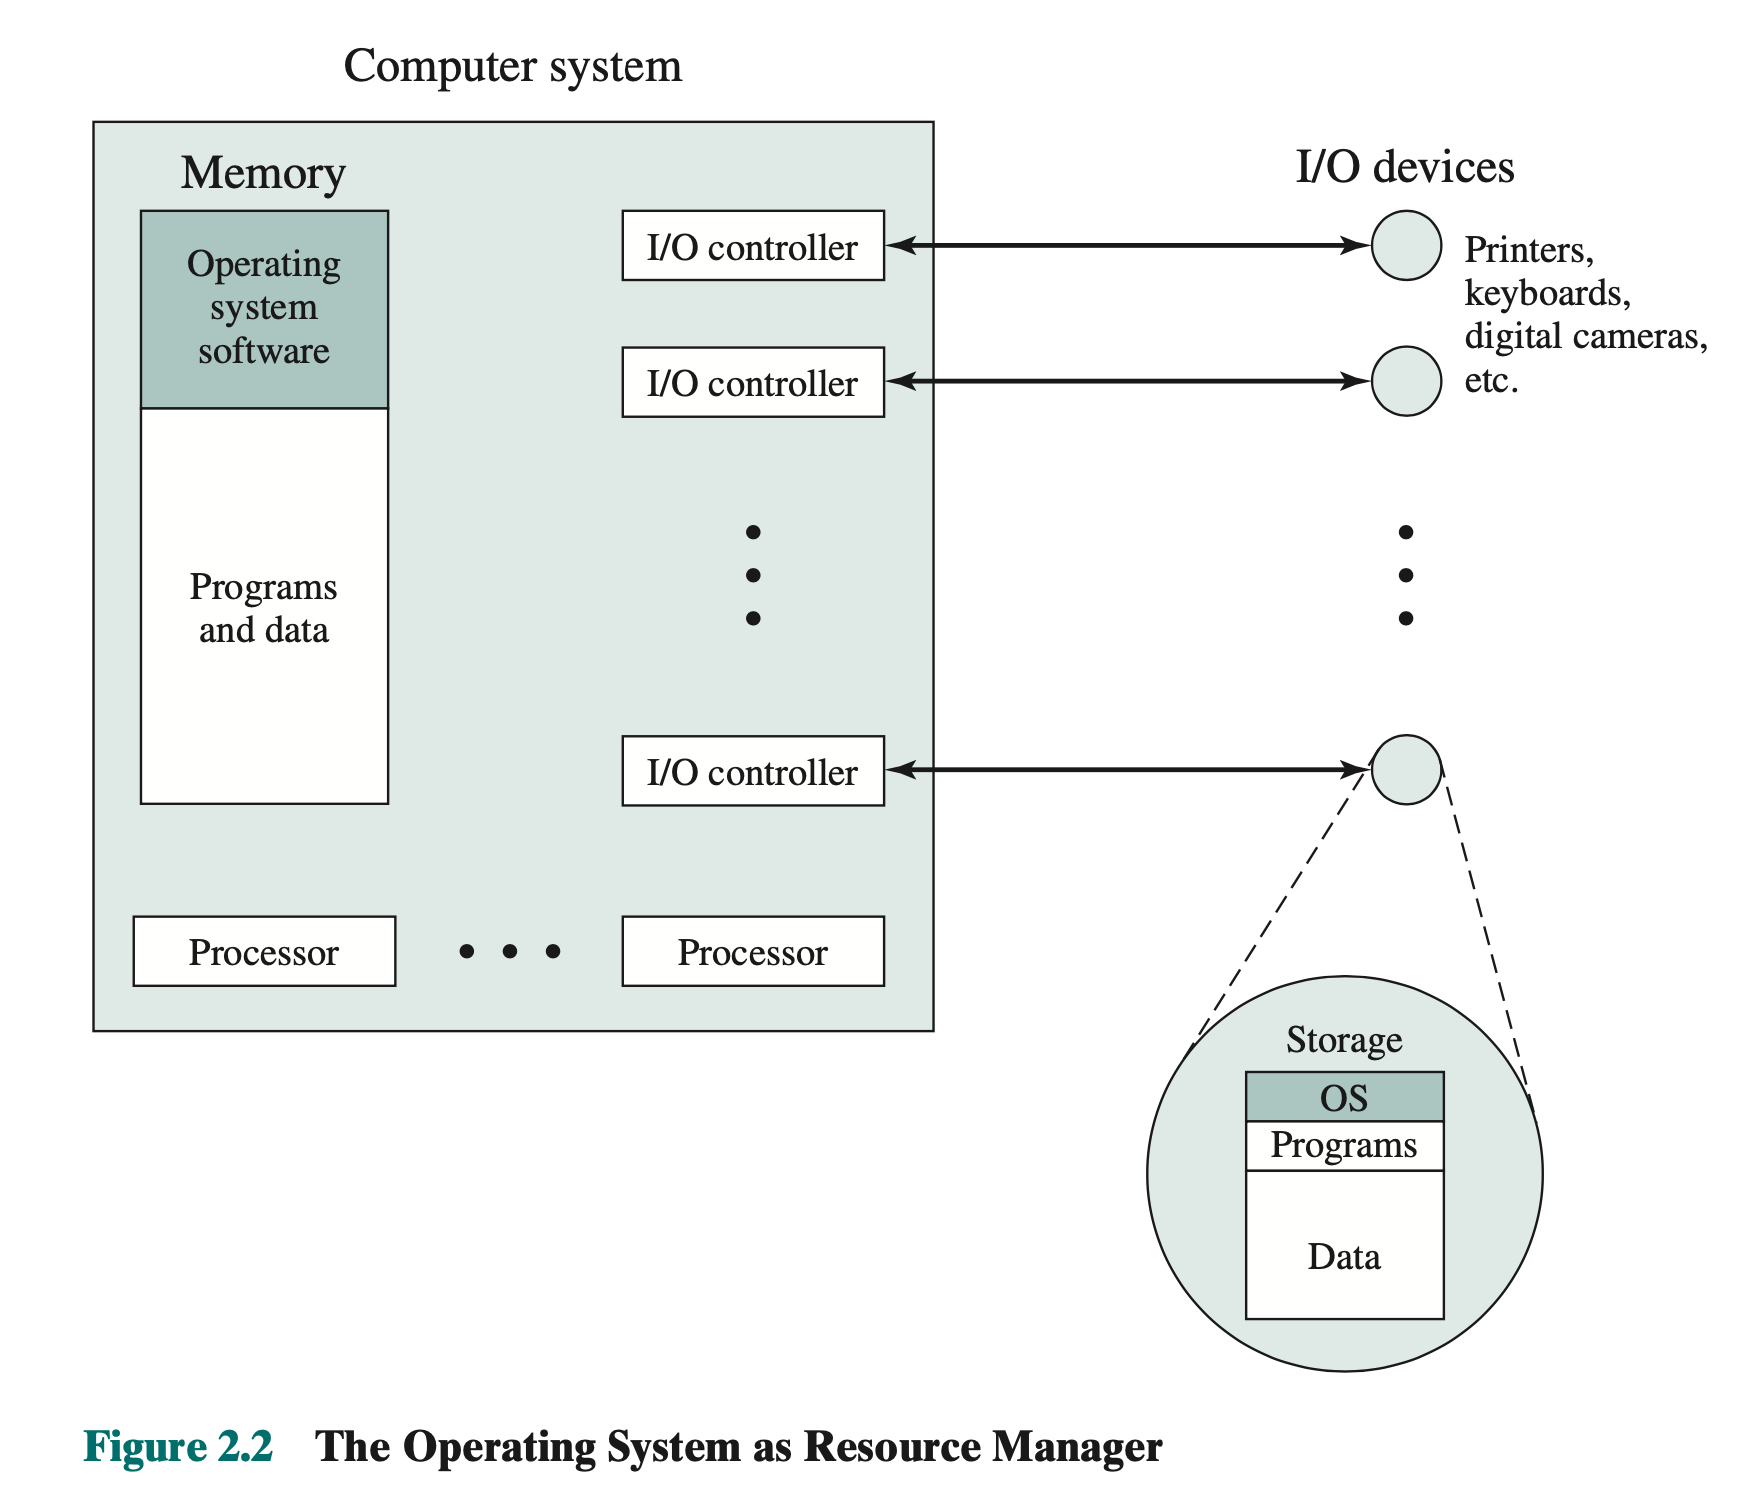 Computer system
Memory
Operating
system
software
Programs
and data
I/O controller
I/O controller
I/O controller
Processor
Processor
I/O devices
Printers,
keyboards,
digital cameras,
etc.
Storage
OS
Programs
Data
Figure 2.2 The Operating System as Resource Manager